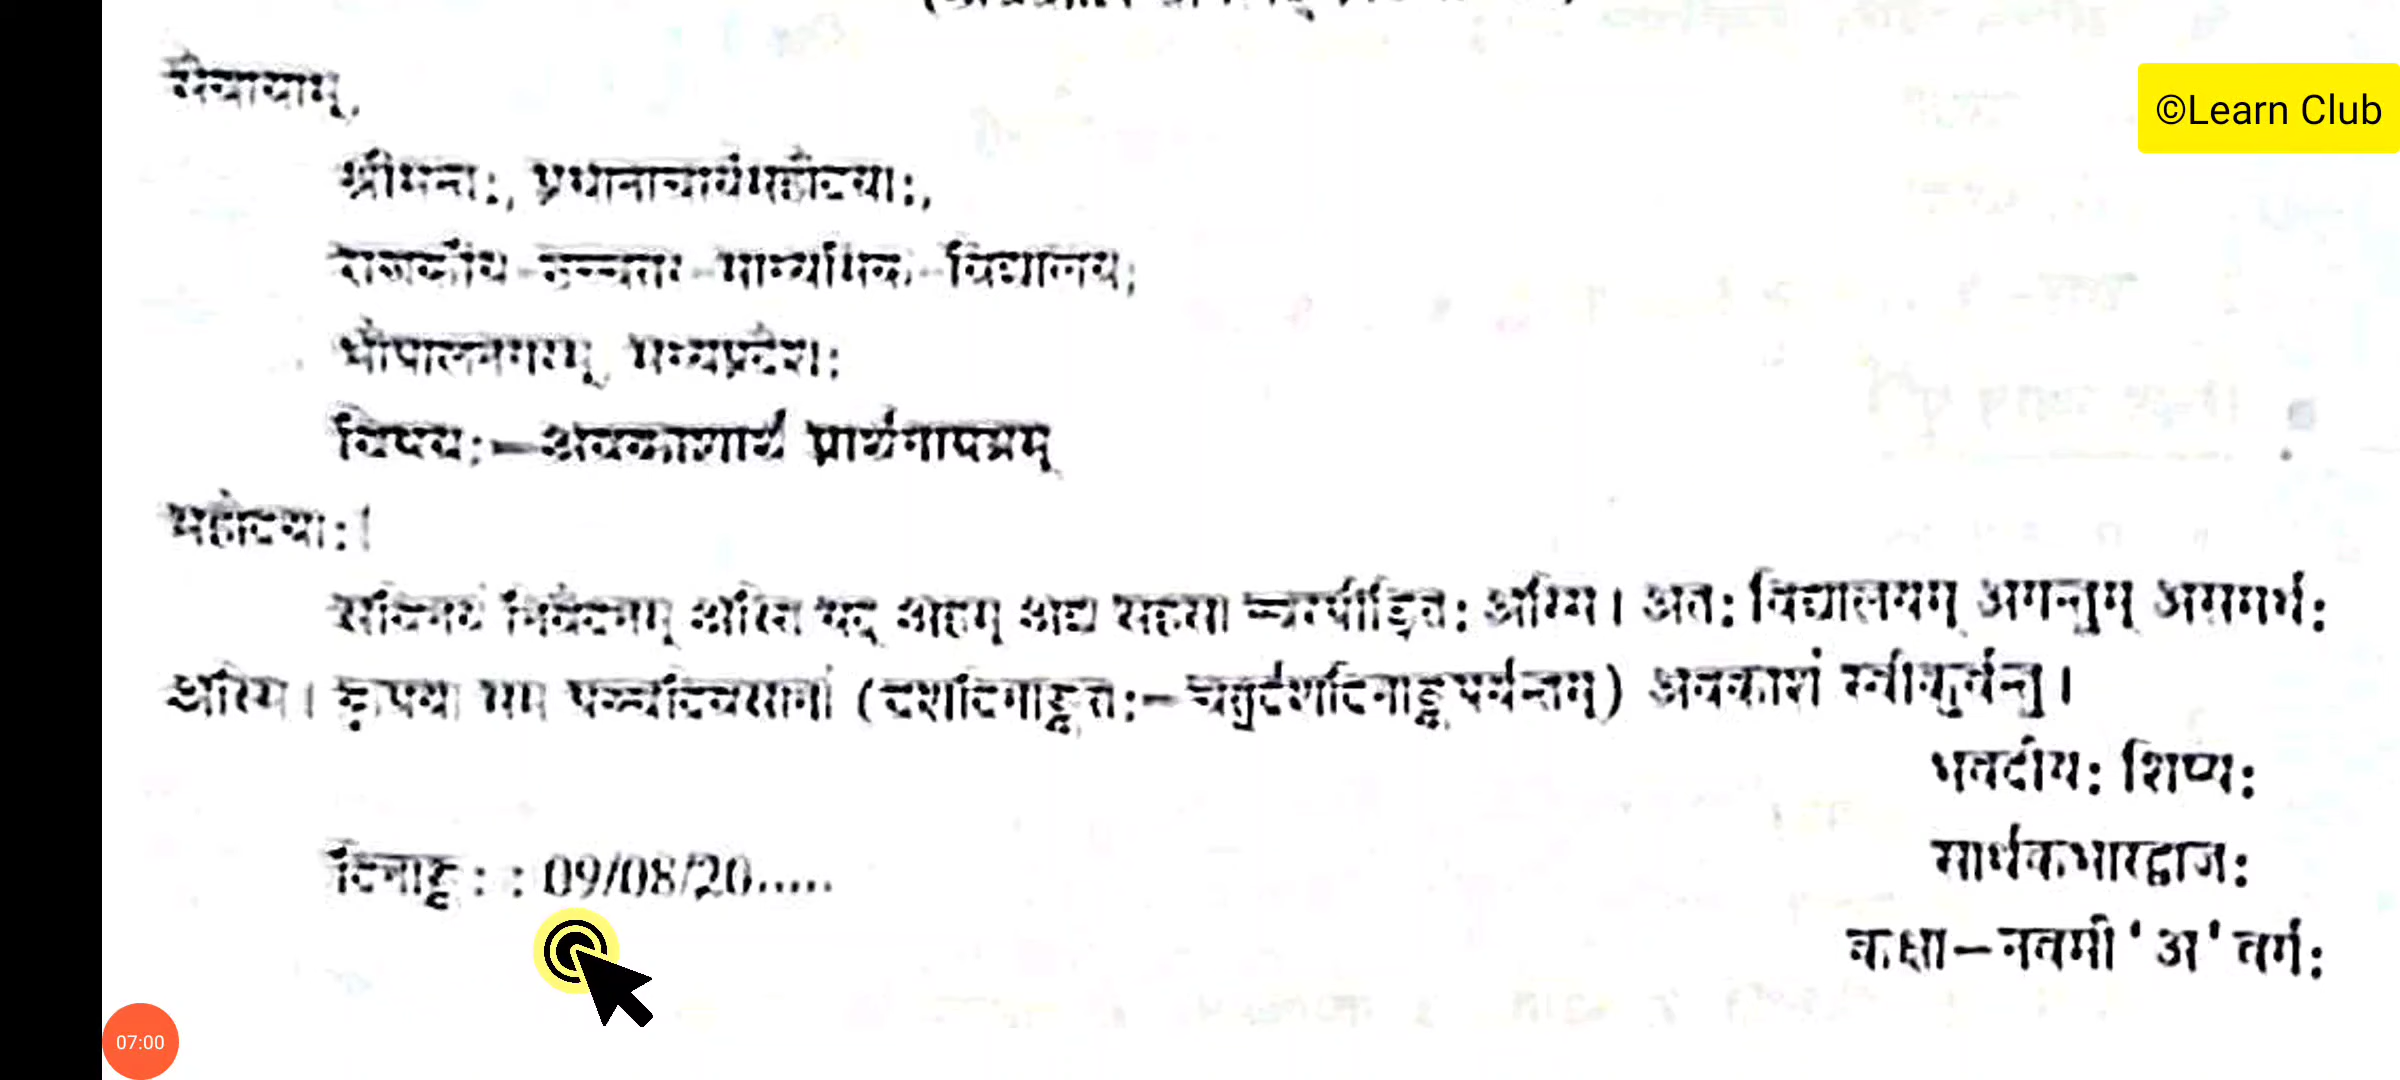 सेवायाम्,
©Learn Club
श्रीमन्तः, प्रधानाचार्यमहोदयाः,
राजकीय-उच्चतर-माध्यमिक-विद्यालय;
भोपालनगरम्, मध्यप्रदेशः
विषयः—अवकाशार्थं प्रार्थनापत्रम्
महोदयाः!
सविनयं निवेदनम् अस्ति यद् अहम् अद्य सहसा ज्वरपीड़ितः अस्मि। अतः विद्यालयम् अगन्तुम् असमर्थः
अस्मि। कृपया मम पञ्चदिवसानां (दशदिनाङ्कतः—चतुर्दशदिनाङ्कपर्यन्तम्) अवकाशं स्वीकुर्वन्तु।
भवदीयः शिष्यः
दिनाङ्कः : 09/08/20.....
सार्थकभारद्वाजः
कक्षा—नवमी 'अ' वर्गः
07:00